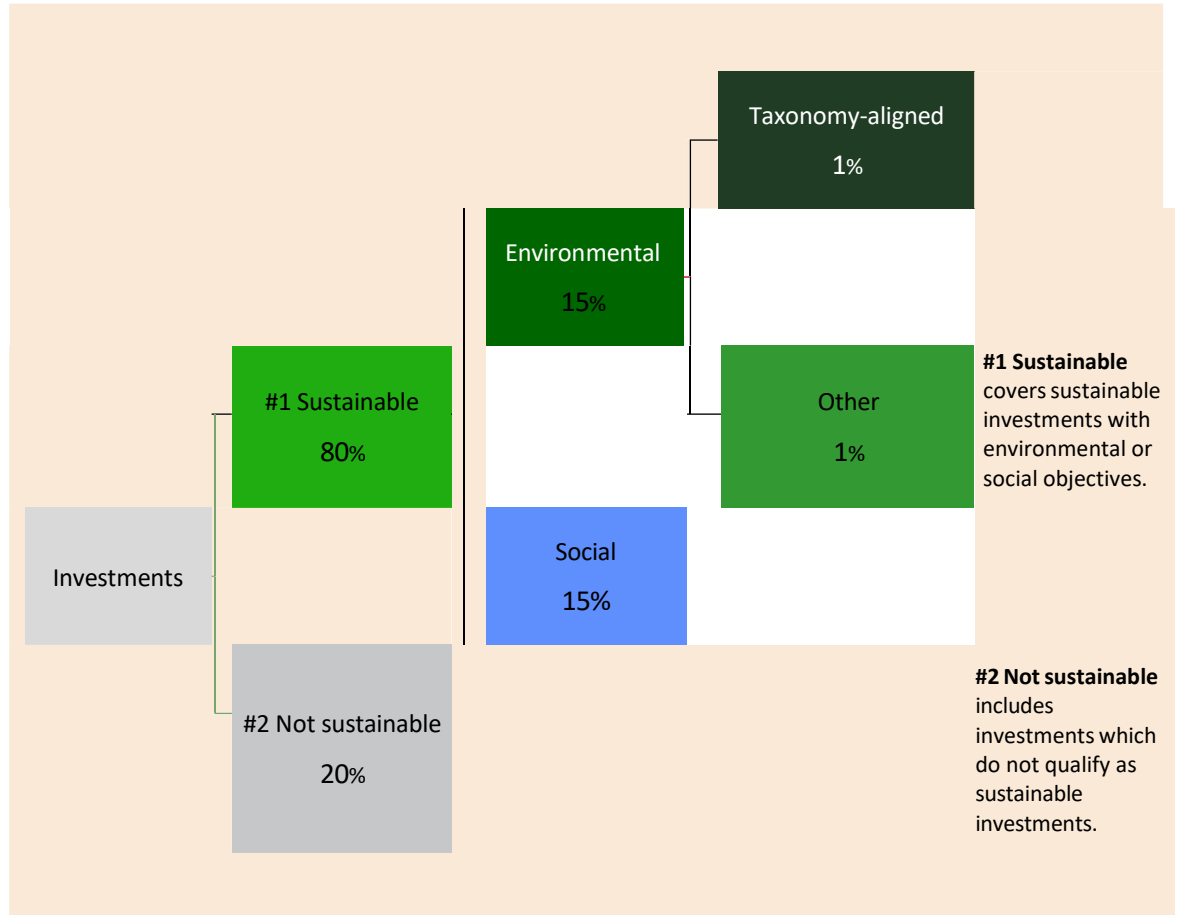 Taxonomy-aligned
1%
Environmental
15%
#1 Sustainable
80%
Other
1%
#1 Sustainable
covers sustainable
investments with
environmental or
social objectives.
Investments
Social
15%
#2 Not sustainable
20%
#2 Not sustainable
includes
investments which
do not qualify as
sustainable
investments.